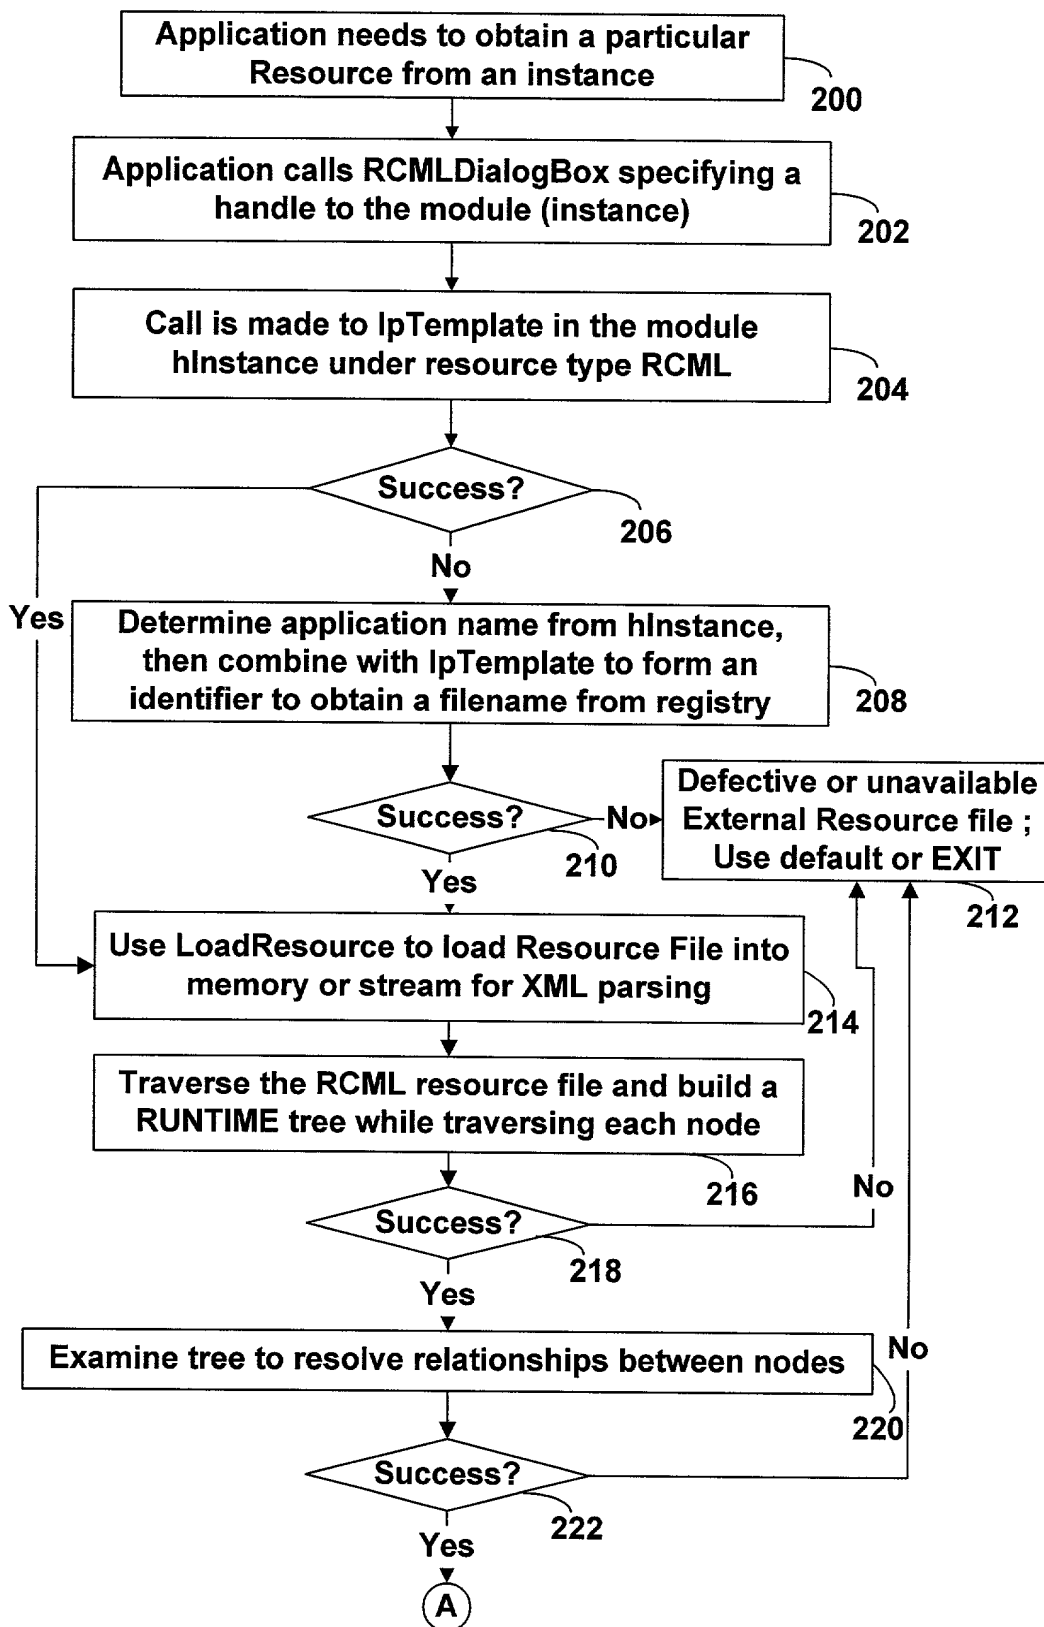 Application needs to obtain a particular
Resource from an instance
200
Application calls RCMLDialogBox specifying a
handle to the module (instance)
202
Call is made to lpTemplate in the module
hInstance under resource type RCML
204
Success?
206
No
Yes
Determine application name from hInstance,
then combine with lpTemplate to form an
identifier to obtain a filename from registry
208
Success?
210
No
Defective or unavailable
External Resource file ;
Use default or EXIT
212
Yes
Use LoadResource to load Resource File into
memory or stream for XML parsing
214
Traverse the RCML resource file and build a
RUNTIME tree while traversing each node
216
No
Success?
218
Yes
Examine tree to resolve relationships between nodes
No
220
Success?
222
Yes
A